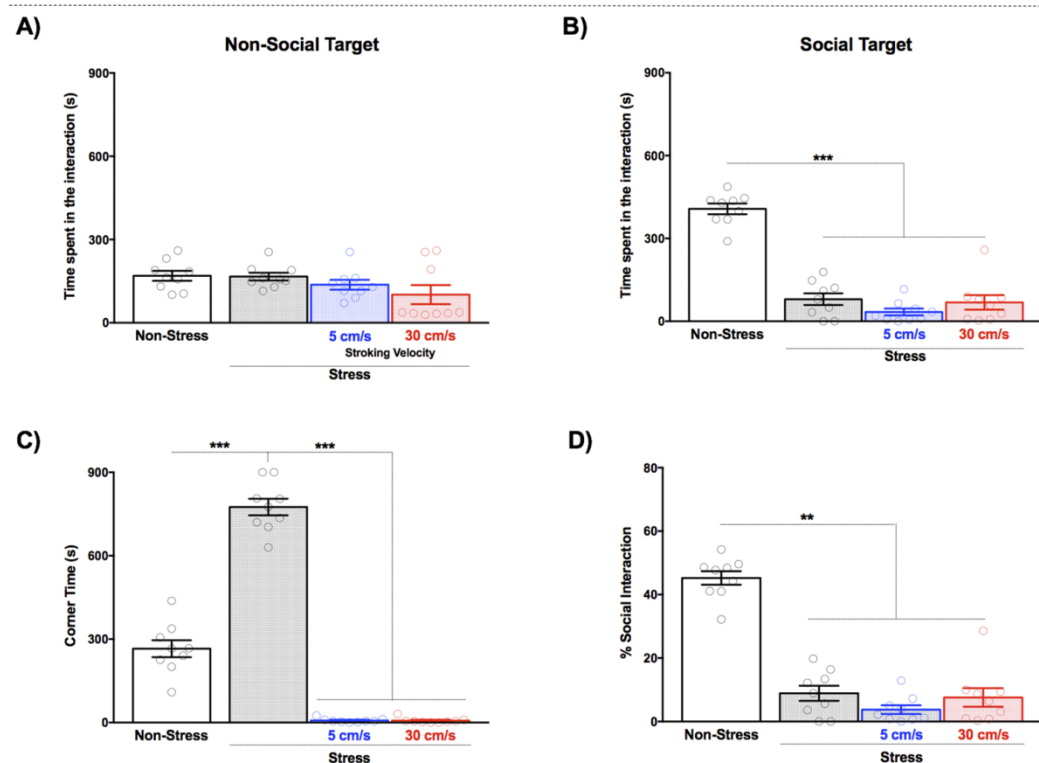 A)
Non-Social Target
Time spent in the interaction (s)
900
600
300
0
Non-Stress
5 cm/s
30 cm/s
Stroking Velocity
Stress
B)
Social Target
Time spent in the interaction (s)
900
600
300
0
***
Non-Stress
5 cm/s
30 cm/s
Stress
C)
Corner Time (s)
900
600
300
0
***
***
Non-Stress
5 cm/s
30 cm/s
Stress
D)
% Social Interaction
80
60
40
20
0
**
Non-Stress
5 cm/s
30 cm/s
Stress